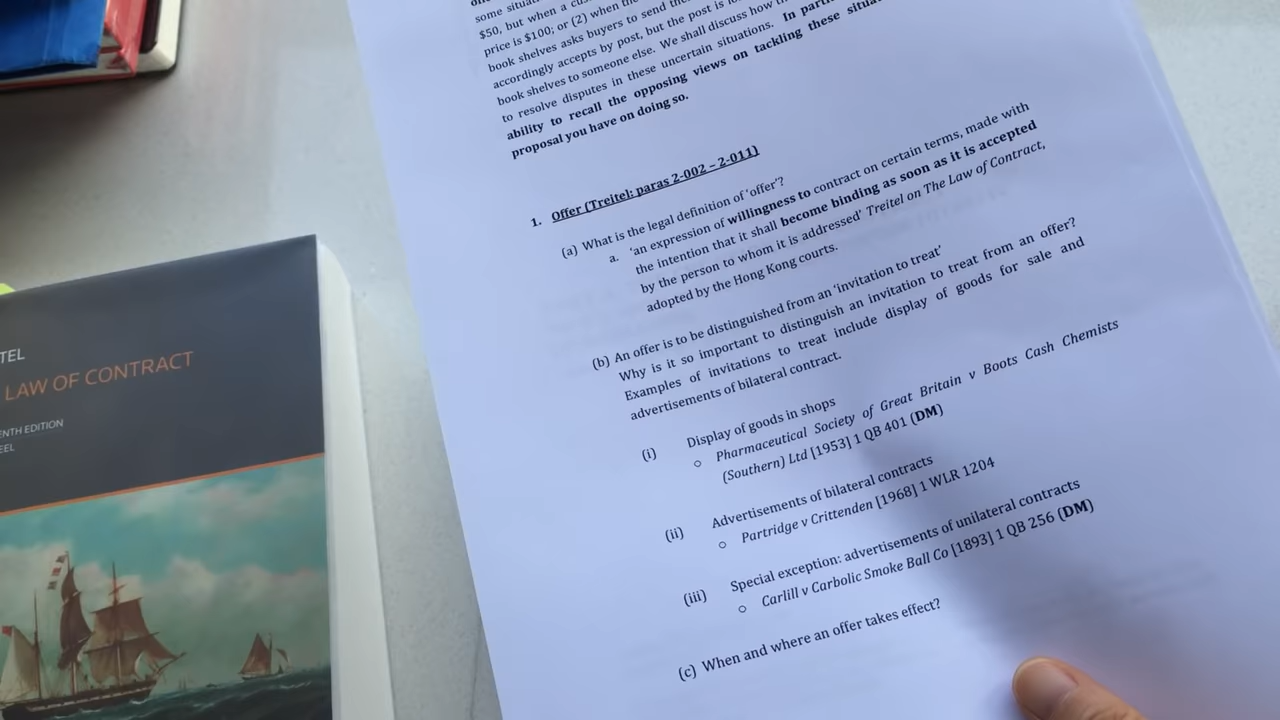 some situat
$50, but when a cus
price is $100; or (2) when the
book shelves asks buyers to send the
accordingly accepts by post, but the post is lo
book shelves to someone else. We shall discuss how
to resolve disputes in these uncertain situations. In parti
ability to recall the opposing views on tackling these situa
proposal you have on doing so.
1. Offer (Treitel: paras 2-002 – 2-011)
(a) What is the legal definition of 'offer'?
a. 'an expression of willingness to contract on certain terms, made with
the intention that it shall become binding as soon as it is accepted
by the person to whom it is addressed' Treitel on The Law of Contract,
adopted by the Hong Kong courts.
(b) An offer is to be distinguished from an 'invitation to treat'
Why is it so important to distinguish an invitation to treat from an offer?
Examples of invitations to treat include display of goods for sale and
advertisements of bilateral contract.
(i) Display of goods in shops
o Pharmaceutical Society of Great Britain v Boots Cash Chemists
(Southern) Ltd [1953] 1 QB 401 (DM)
(ii) Advertisements of bilateral contracts
o Partridge v Crittenden [1968] 1 WLR 1204
(iii) Special exception: advertisements of unilateral contracts
o Carlill v Carbolic Smoke Ball Co [1893] 1 QB 256 (DM)
(c) When and where an offer takes effect?
TEL
LAW OF CONTRACT
ENTH EDITION
EEL